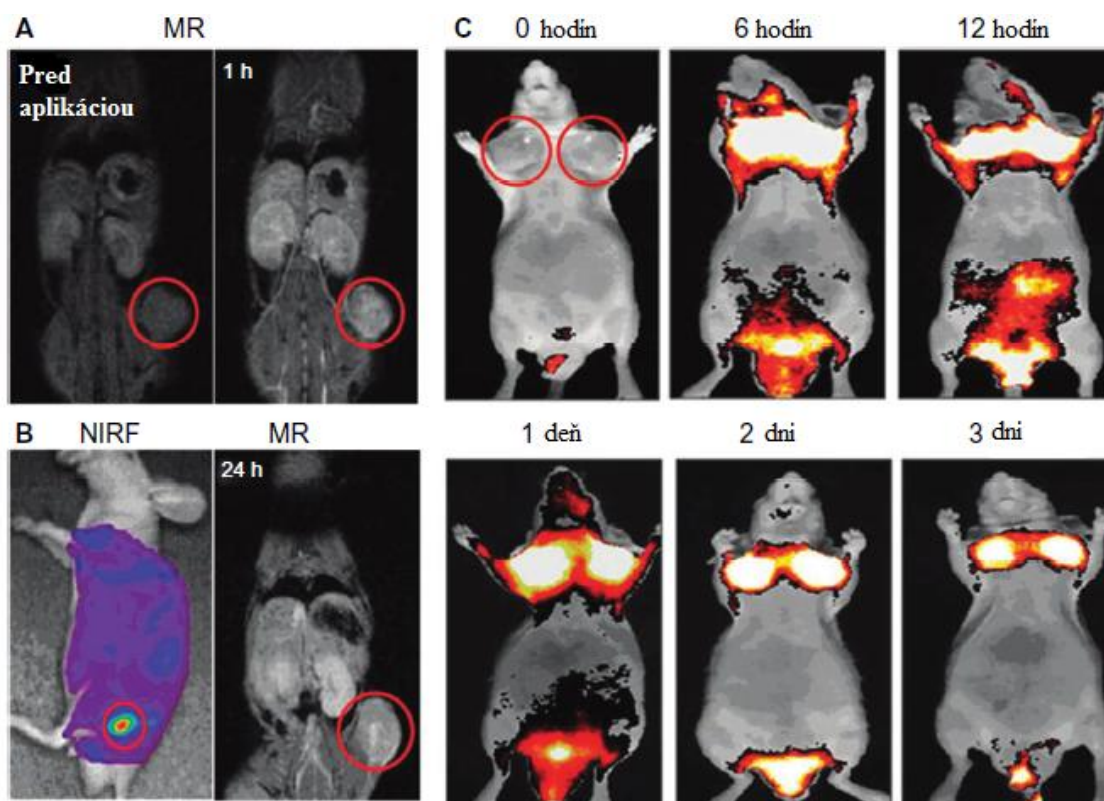 A MR
Pred
aplikáciou
1 h
B NIRF MR
24 h
C 0 hodín 6 hodín 12 hodín
1 deň 2 dni 3 dni